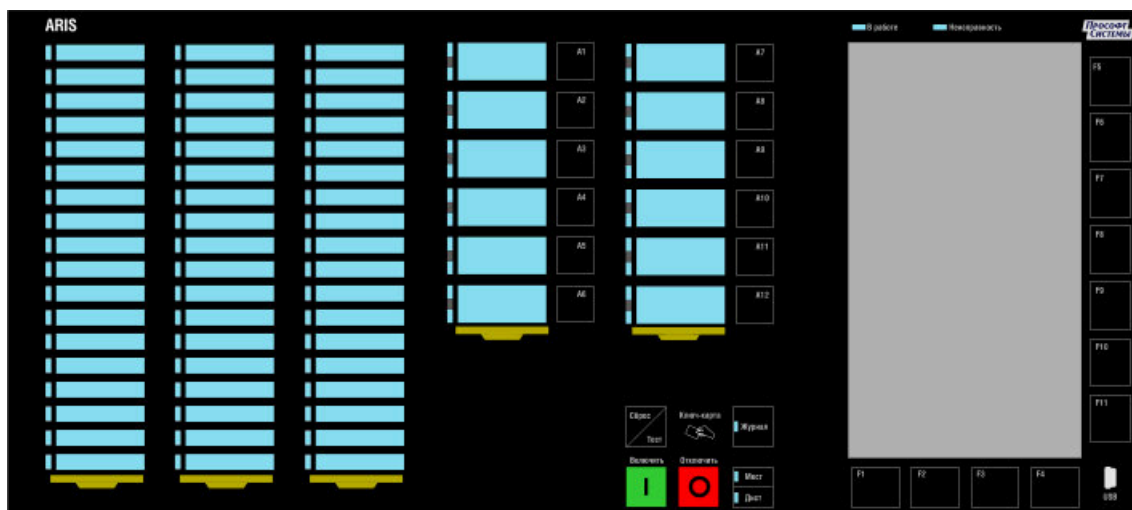 ARIS
В работе
Неисправность
Прософт
Системы
A1
A2
A3
A4
A5
A6
A7
A8
A9
A10
A11
A12
F5
F6
F7
F8
F9
F10
F11
Сброс
Тест
Ключ-карта
Журнал
Включить
Отключить
I
O
Мест
Дист
F1
F2
F3
F4
USB